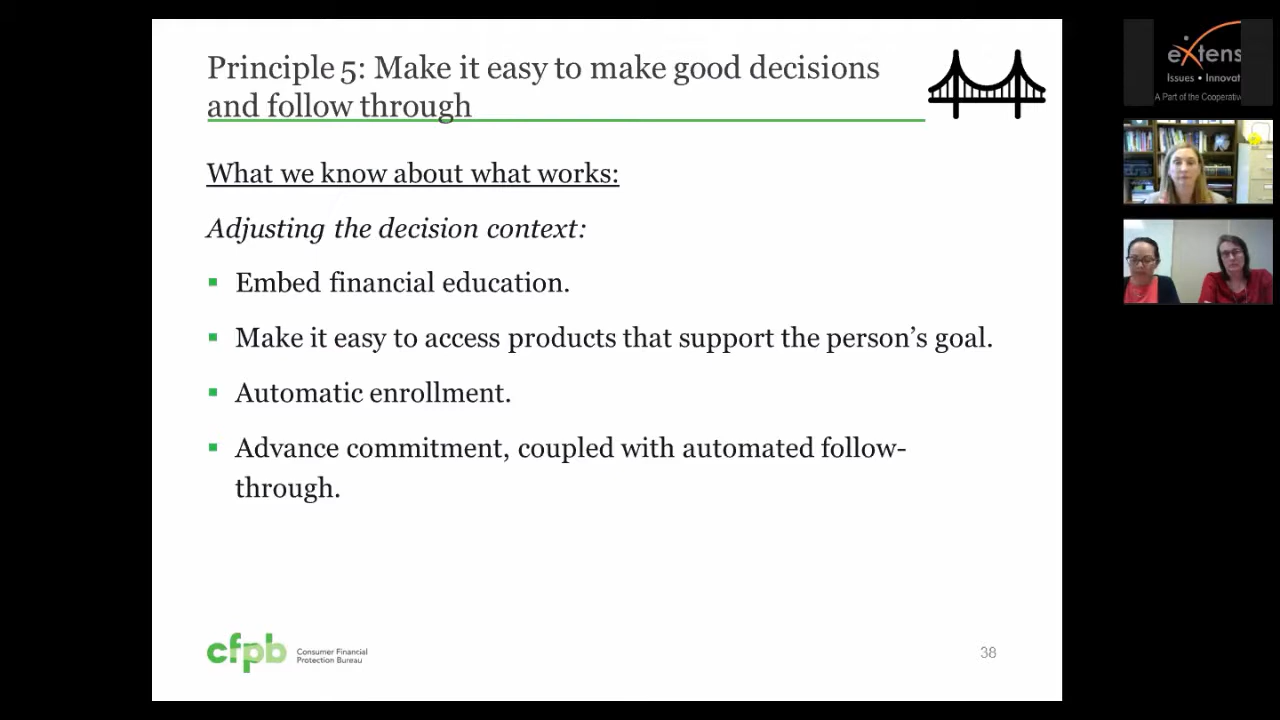 Principle 5: Make it easy to make good decisions
and follow through
What we know about what works:
Adjusting the decision context:
Embed financial education.
Make it easy to access products that support the person's goal.
Automatic enrollment.
Advance commitment, coupled with automated follow-
through.
cfpb
Consumer Financial
Protection Bureau
38
eXtens
Issues • Innovat
A Part of the Cooperativ